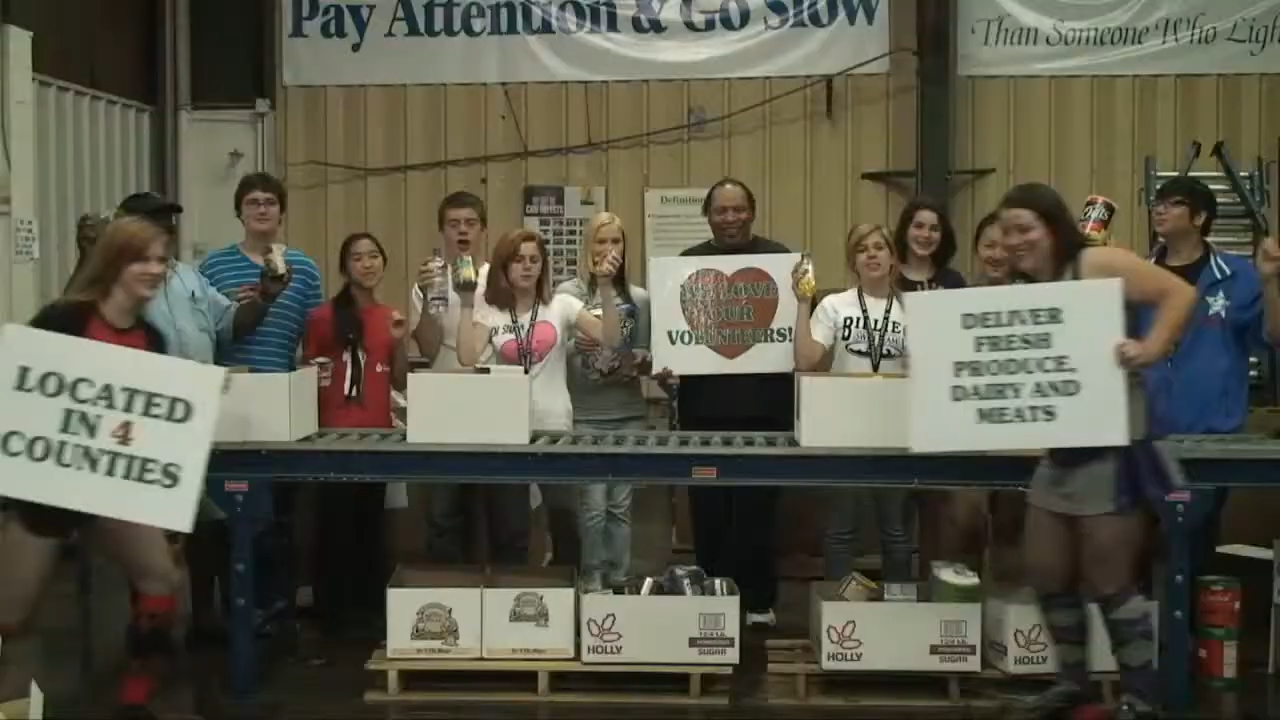 Pay Attention & Go Slow
Than Someone Who Ligh
Definition
WE LOVE
OUR
VOLUNTEERS!
LOCATED
IN 4
COUNTIES
DELIVER
FRESH
PRODUCE,
DAIRY AND
MEATS
HOLLY
SUGAR
HOLLY
SUGAR
HOLLY